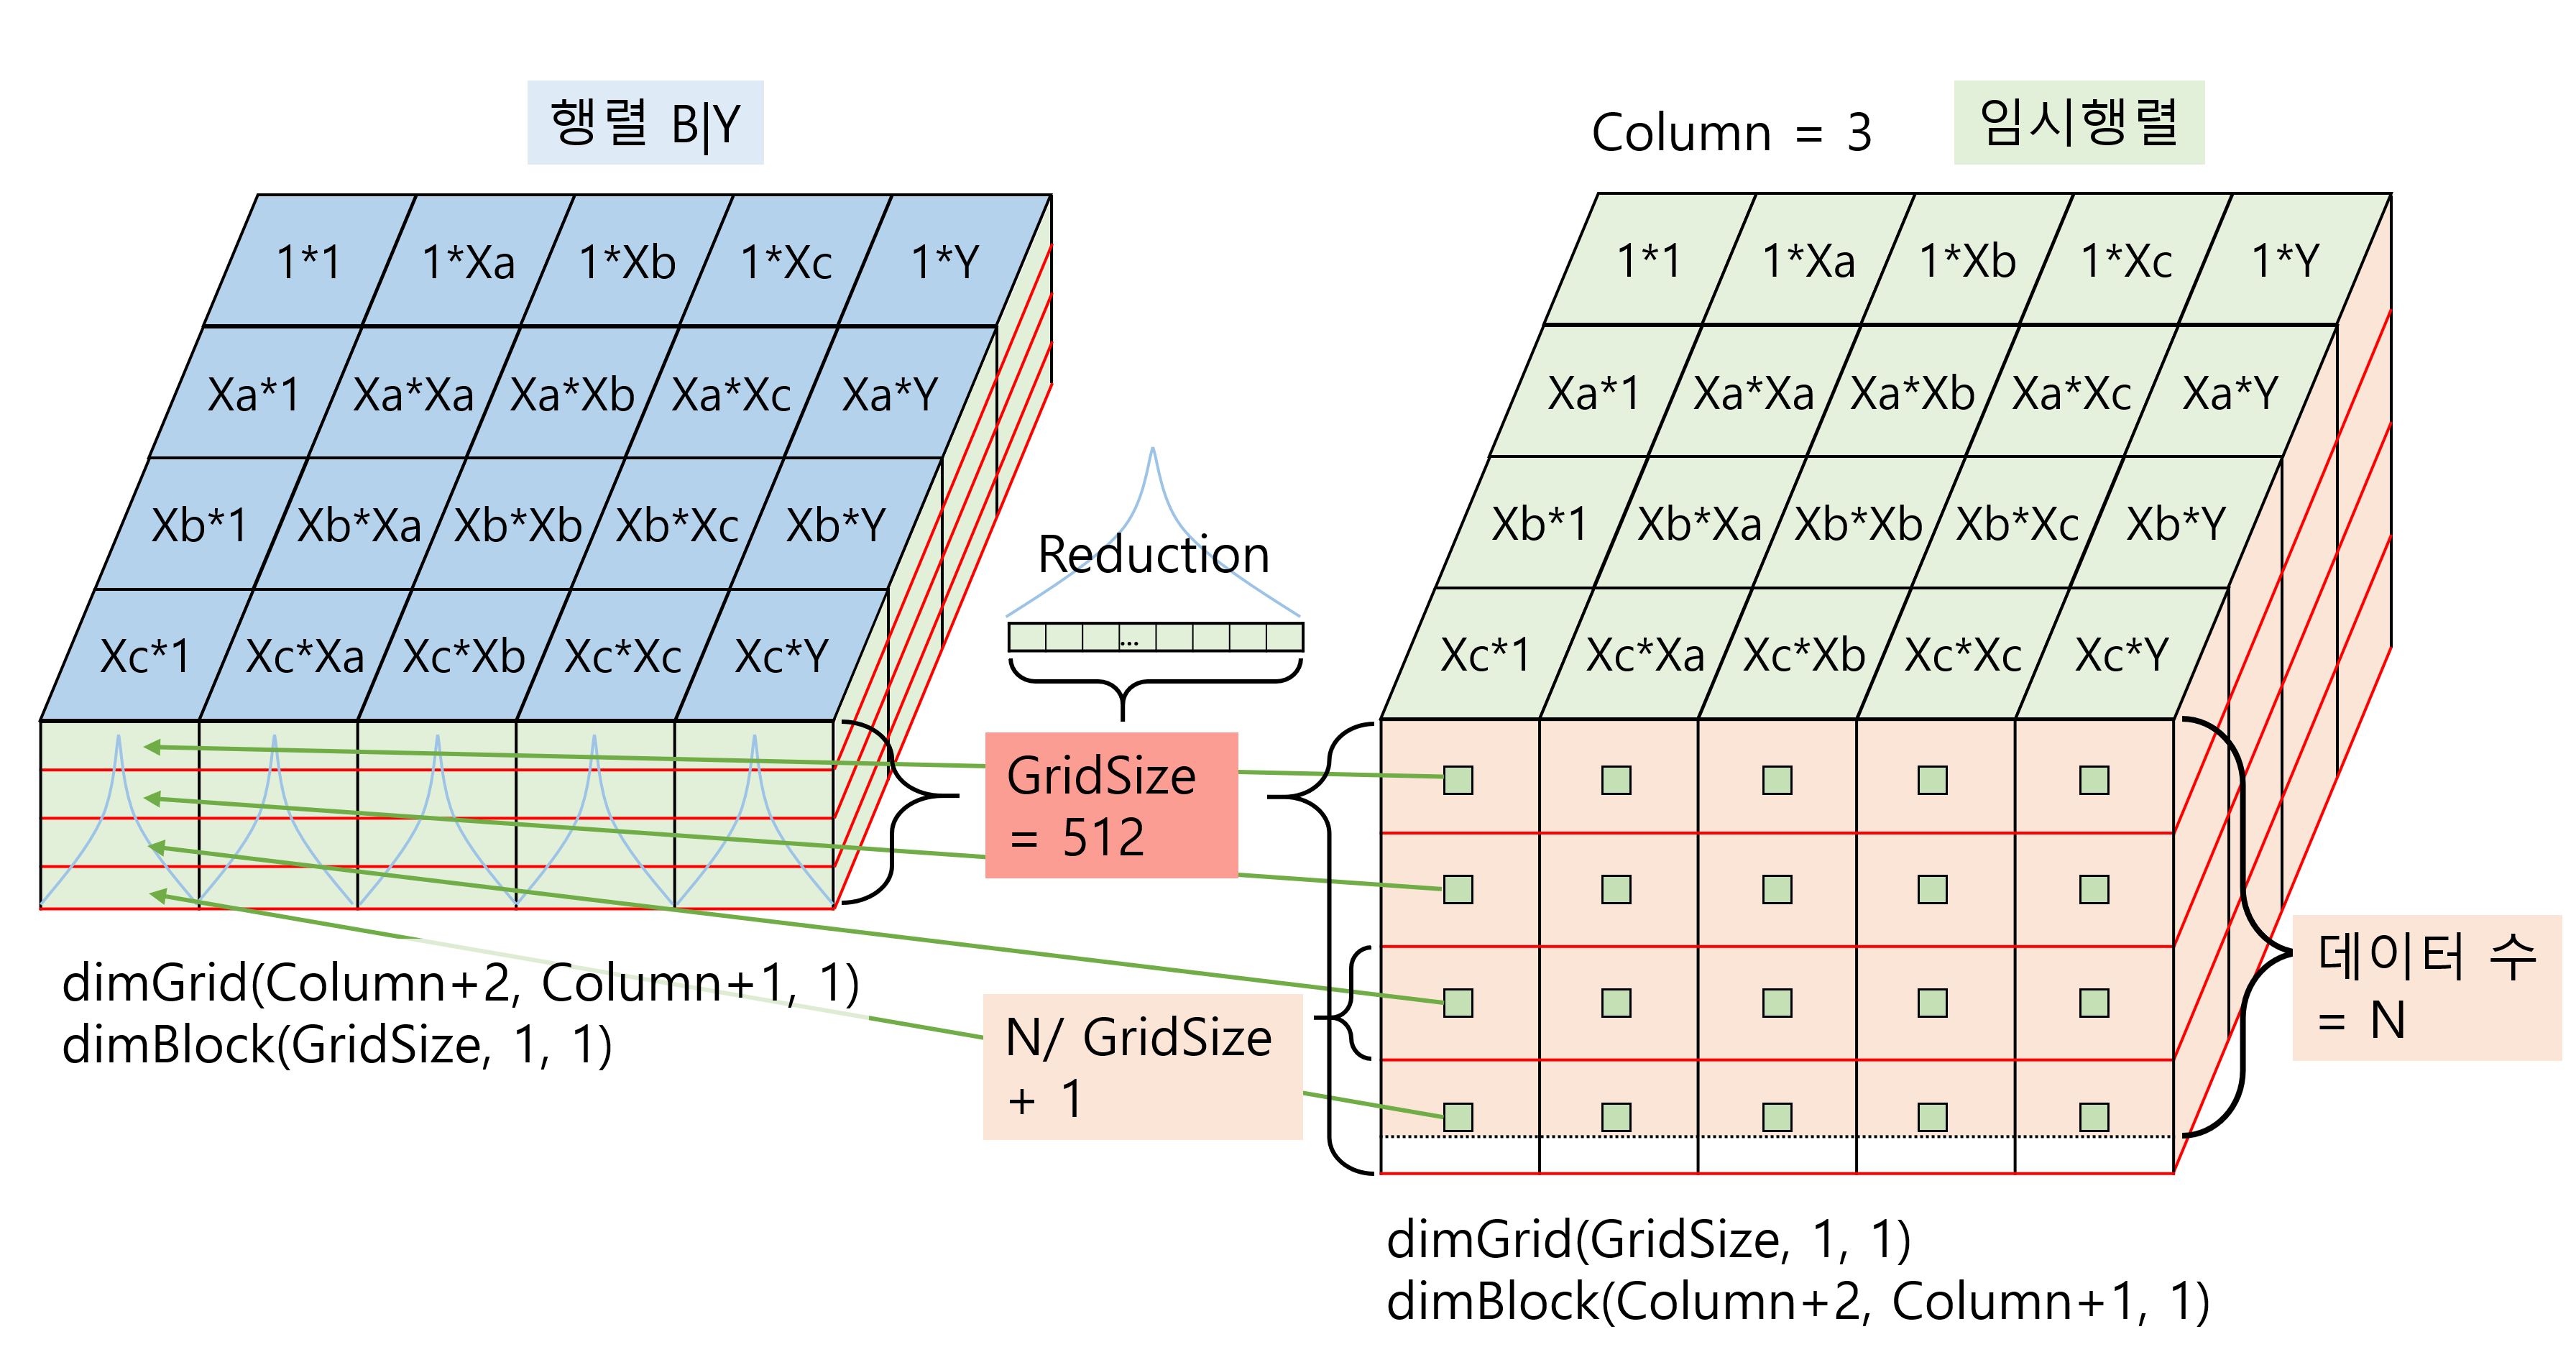 행렬 B|Y
Column = 3
임시행렬
1*1 1*Xa 1*Xb 1*Xc 1*Y
Xa*1 Xa*Xa Xa*Xb Xa*Xc Xa*Y
Xb*1 Xb*Xa Xb*Xb Xb*Xc Xb*Y
Xc*1 Xc*Xa Xc*Xb Xc*Xc Xc*Y
dimGrid(Column+2, Column+1, 1)
dimBlock(GridSize, 1, 1)
Reduction
...
GridSize
= 512
N/ GridSize
+ 1
1*1 1*Xa 1*Xb 1*Xc 1*Y
Xa*1 Xa*Xa Xa*Xb Xa*Xc Xa*Y
Xb*1 Xb*Xa Xb*Xb Xb*Xc Xb*Y
Xc*1 Xc*Xa Xc*Xb Xc*Xc Xc*Y
데이터 수
= N
dimGrid(GridSize, 1, 1)
dimBlock(Column+2, Column+1, 1)